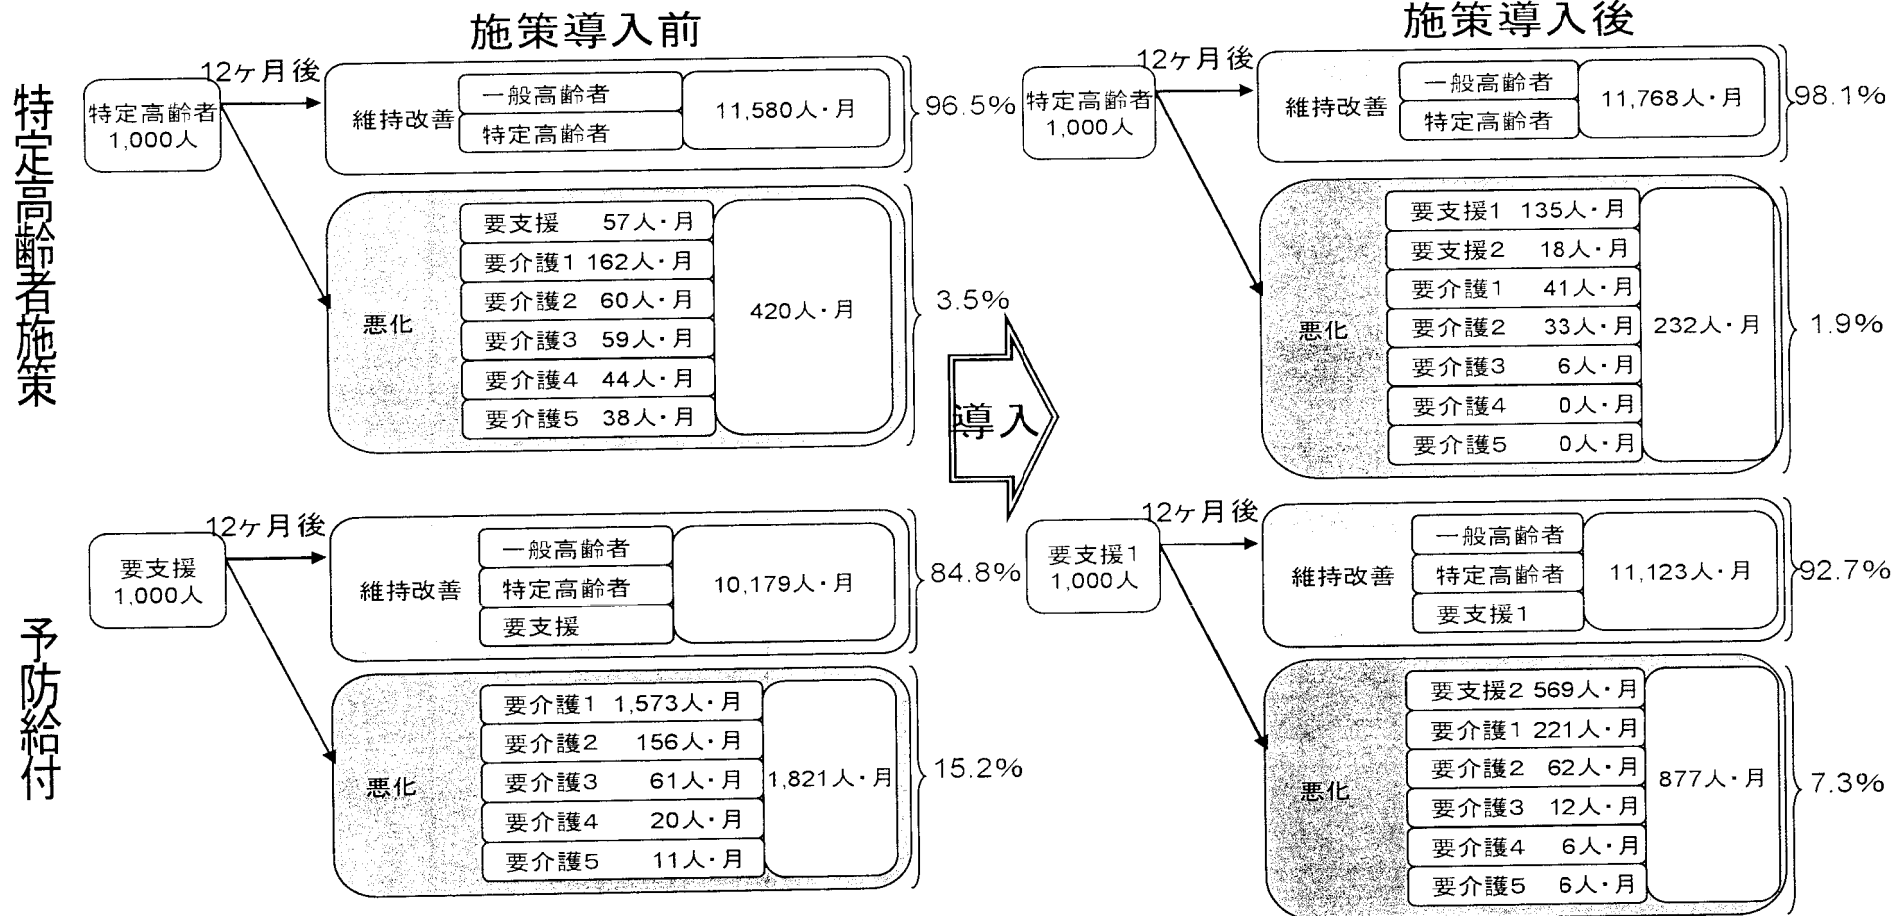 施策導入前
施策導入後
特定高齢者施策
特定高齢者
1,000人
12ヶ月後
維持改善
一般高齢者
特定高齢者
11,580人・月
96.5%
悪化
要支援 57人・月
要介護1 162人・月
要介護2 60人・月
要介護3 59人・月
要介護4 44人・月
要介護5 38人・月
420人・月
3.5%
導入
特定高齢者
1,000人
12ヶ月後
維持改善
一般高齢者
特定高齢者
11,768人・月
98.1%
悪化
要支援1 135人・月
要支援2 18人・月
要介護1 41人・月
要介護2 33人・月
要介護3 6人・月
要介護4 0人・月
要介護5 0人・月
232人・月
1.9%
予防給付
要支援
1,000人
12ヶ月後
維持改善
一般高齢者
特定高齢者
要支援
10,179人・月
84.8%
悪化
要介護1 1,573人・月
要介護2 156人・月
要介護3 61人・月
要介護4 20人・月
要介護5 11人・月
1,821人・月
15.2%
要支援1
1,000人
12ヶ月後
維持改善
一般高齢者
特定高齢者
要支援1
11,123人・月
92.7%
悪化
要支援2 569人・月
要介護1 221人・月
要介護2 62人・月
要介護3 12人・月
要介護4 6人・月
要介護5 6人・月
877人・月
7.3%